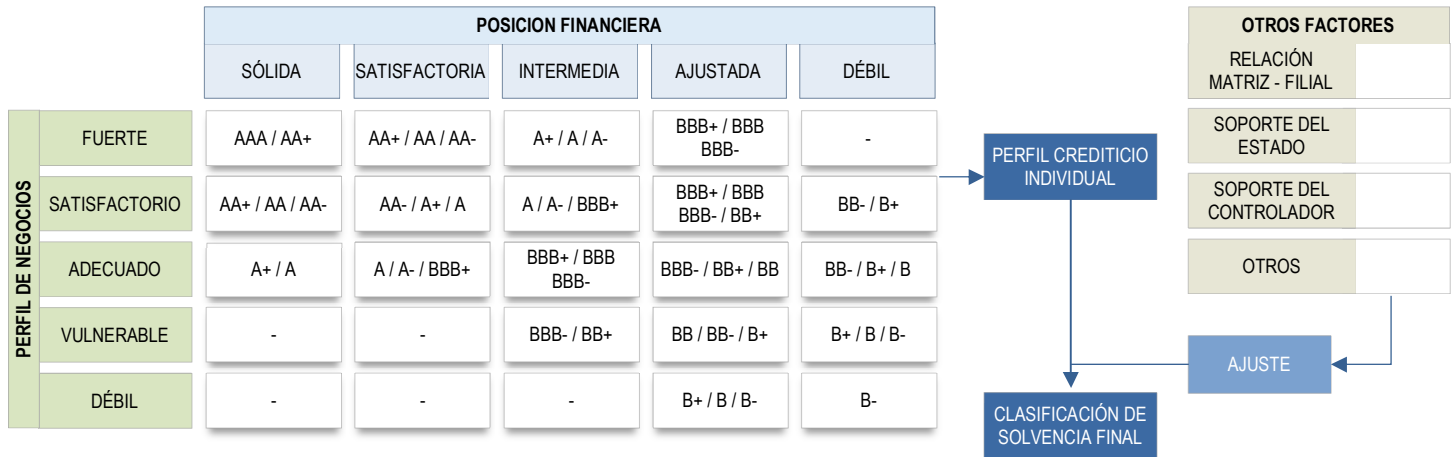 POSICION FINANCIERA
SÓLIDA
SATISFACTORIA
INTERMEDIA
AJUSTADA
DÉBIL
PERFIL DE NEGOCIOS
FUERTE
AAA / AA+
AA+ / AA / AA-
A+ / A / A-
BBB+ / BBB
BBB-
-
SATISFACTORIO
AA+ / AA / AA-
AA- / A+ / A
A / A- / BBB+
BBB+ / BBB
BBB- / BB+
BB- / B+
ADECUADO
A+ / A
A / A- / BBB+
BBB+ / BBB
BBB-
BBB- / BB+ / BB
BB- / B+ / B
VULNERABLE
-
-
BBB- / BB+
BB / BB- / B+
B+ / B / B-
DÉBIL
-
-
-
B+ / B / B-
B-
PERFIL CREDITICIO
INDIVIDUAL
CLASIFICACIÓN DE
SOLVENCIA FINAL
OTROS FACTORES
RELACIÓN
MATRIZ - FILIAL
SOPORTE DEL
ESTADO
SOPORTE DEL
CONTROLADOR
OTROS
AJUSTE